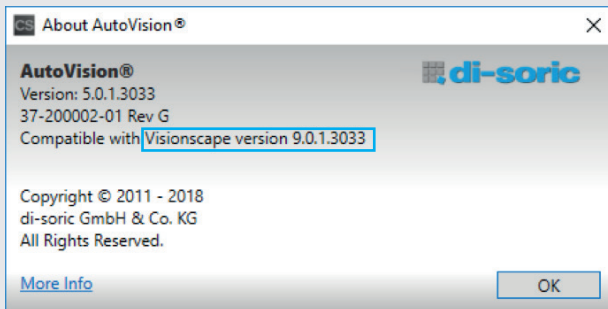 CS About AutoVision®
di-soric
AutoVision®
Version: 5.0.1.3033
37-200002-01 Rev G
Compatible with Visionscape version 9.0.1.3033
Copyright © 2011 - 2018
di-soric GmbH & Co. KG
All Rights Reserved.
More Info
OK